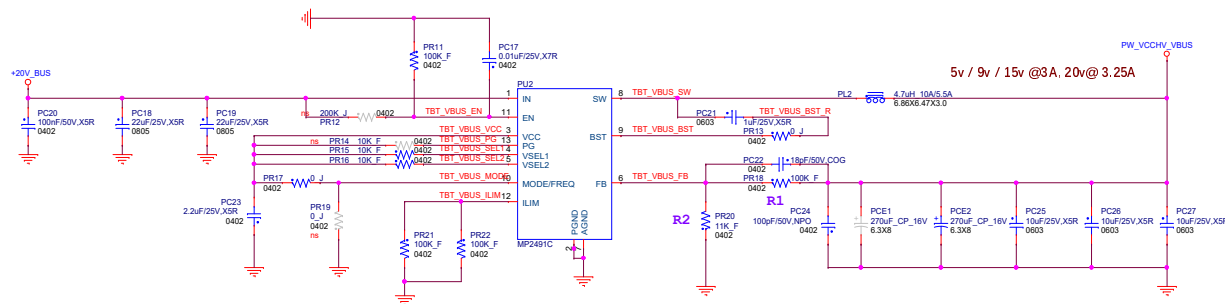 +20V_BUS
PC20
100nF/50V,X5R
0402
PC18
22uF/25V,X5R
0805
PC19
22uF/25V,X5R
0805
PR11
100K_F
0402
PC17
0.01uF/25V,X7R
0402
ns
200K_J
PR12
0402
TBT_VBUS_EN
TBT_VBUS_VCC
TBT_VBUS_PG
TBT_VBUS_SEL1
TBT_VBUS_SEL2
ns
PR14
10K_F
0402
PR15
10K_F
0402
PR16
10K_F
0402
PR17
0_J
0402
TBT_VBUS_MODE
PC23
2.2uF/25V,X5R
0402
PR19
0_J
0402
ns
TBT_VBUS_ILIM
PR21
100K_F
0402
PR22
100K_F
0402
PU2
1
IN
11
EN
3
VCC
13
PG
4
VSEL1
5
VSEL2
10
MODE/FREQ
12
ILIM
SW
8
BST
9
FB
6
PGND
AGND
2
7
MP2491C
TBT_VBUS_SW
PC21
0603
1uF/25V,X5R
TBT_VBUS_BST_R
TBT_VBUS_BST
PR13
0_J
0402
PC22
18pF/50V,COG
0402
TBT_VBUS_FB
PR18
100K_F
0402
R1
R2
PR20
11K_F
0402
PL2
4.7uH_10A/5.5A
6.86X6.47X3.0
5v / 9v / 15v @3A, 20v@ 3.25A
PW_VCCHV_VBUS
PC24
100pF/50V,NPO
0402
PCE1
270uF_CP_16V
6.3X8
PCE2
270uF_CP_16V
6.3X8
PC25
10uF/25V,X5R
0603
PC26
10uF/25V,X5R
0603
PC27
10uF/25V,X5R
0603